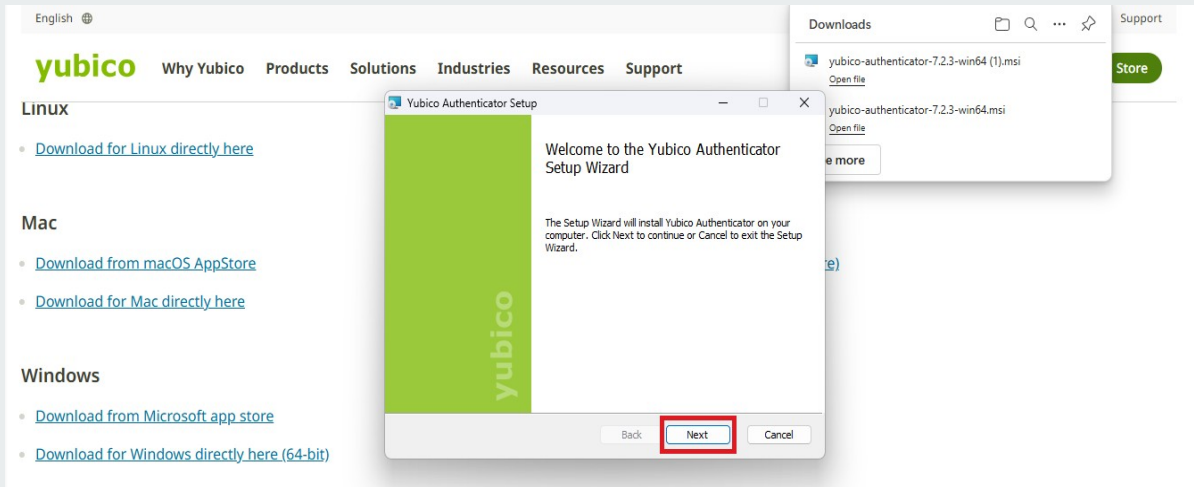 English
Support
yubico
Why Yubico
Products
Solutions
Industries
Resources
Support
Store
Downloads
yubico-authenticator-7.2.3-win64 (1).msi
Open file
yubico-authenticator-7.2.3-win64.msi
Open file
e more
Linux
Download for Linux directly here
Mac
Download from macOS AppStore
Download for Mac directly here
e)
Windows
Download from Microsoft app store
Download for Windows directly here (64-bit)
Yubico Authenticator Setup
Welcome to the Yubico Authenticator
Setup Wizard
The Setup Wizard will install Yubico Authenticator on your
computer. Click Next to continue or Cancel to exit the Setup
Wizard.
yubico
Back
Next
Cancel